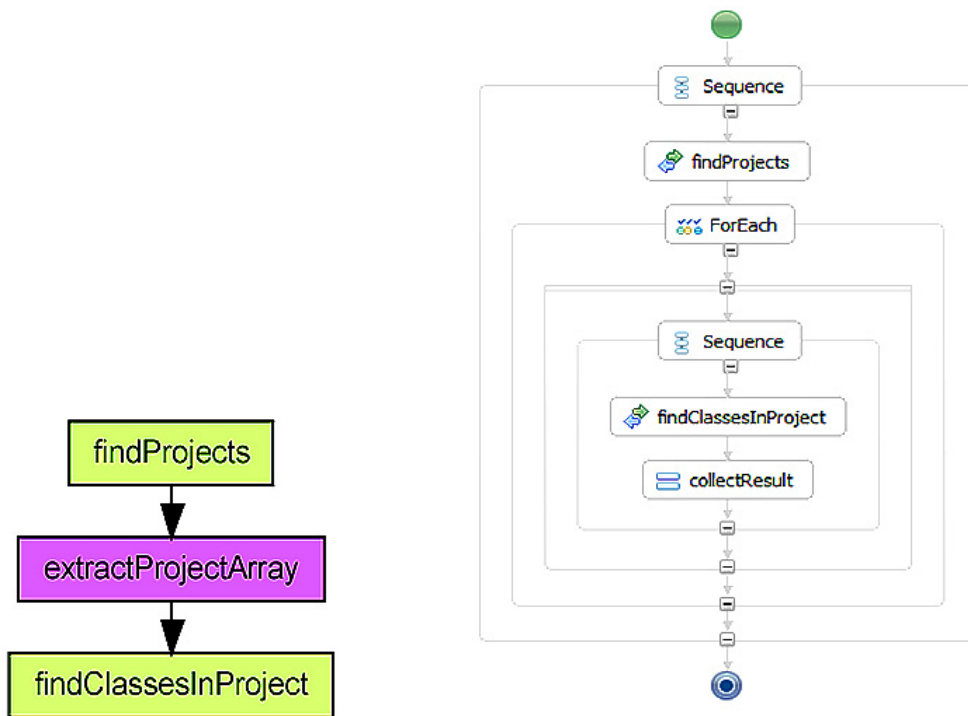 findProjects
extractProjectArray
findClassesInProject
Sequence
findProjects
ForEach
Sequence
findClassesInProject
collectResult